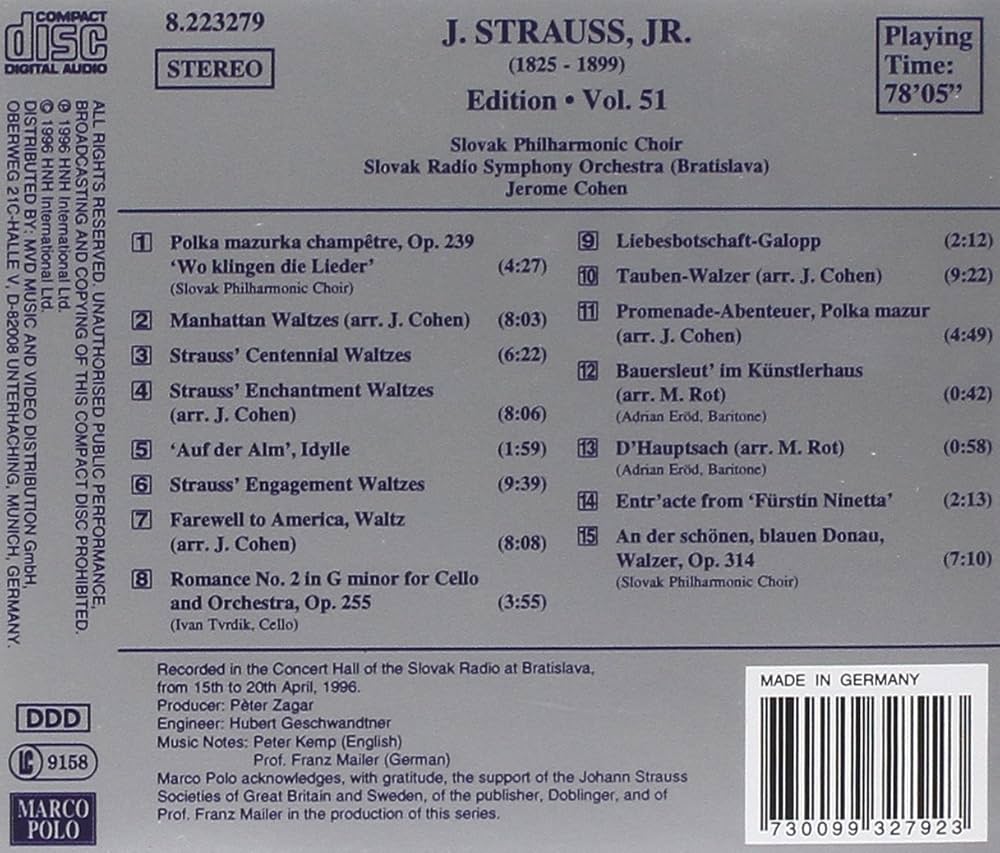 COMPACT
disc
DIGITAL AUDIO
8.223279
STEREO
J. STRAUSS, JR.
(1825 - 1899)
Edition • Vol. 51
Playing
Time:
78'05”
Slovak Philharmonic Choir
Slovak Radio Symphony Orchestra (Bratislava)
Jerome Cohen
ALL RIGHTS RESERVED. UNAUTHORISED PUBLIC PERFORMANCE,
BROADCASTING AND COPYING OF THIS COMPACT DISC PROHIBITED.
℗ 1996 HNH International Ltd.
© 1996 HNH International Ltd.
DISTRIBUTED BY: MVD MUSIC AND VIDEO DISTRIBUTION GmbH,
OBERWEG 21C-HALLE V, D-82008 UNTERHACHING, MUNICH, GERMANY.
1 Polka mazurka champêtre, Op. 239
‘Wo klingen die Lieder’ (4:27)
(Slovak Philharmonic Choir)
2 Manhattan Waltzes (arr. J. Cohen) (8:03)
3 Strauss’ Centennial Waltzes (6:22)
4 Strauss’ Enchantment Waltzes
(arr. J. Cohen) (8:06)
5 ‘Auf der Alm’, Idylle (1:59)
6 Strauss’ Engagement Waltzes (9:39)
7 Farewell to America, Waltz
(arr. J. Cohen) (8:08)
8 Romance No. 2 in G minor for Cello
and Orchestra, Op. 255 (3:55)
(Ivan Tvrdik, Cello)
9 Liebesbotschaft-Galopp (2:12)
10 Tauben-Walzer (arr. J. Cohen) (9:22)
11 Promenade-Abenteuer, Polka mazur
(arr. J. Cohen) (4:49)
12 Bauersleut’ im Künstlerhaus
(arr. M. Rot) (0:42)
(Adrian Eröd, Baritone)
13 D’Hauptsach (arr. M. Rot) (0:58)
(Adrian Eröd, Baritone)
14 Entr’acte from ‘Fürstin Ninetta’ (2:13)
15 An der schönen, blauen Donau,
Walzer, Op. 314 (7:10)
(Slovak Philharmonic Choir)
Recorded in the Concert Hall of the Slovak Radio at Bratislava,
from 15th to 20th April, 1996.
Producer: Pèter Zagar
Engineer: Hubert Geschwandtner
Music Notes: Peter Kemp (English)
Prof. Franz Mailer (German)
Marco Polo acknowledges, with gratitude, the support of the Johann Strauss
Societies of Great Britain and Sweden, of the publisher, Doblinger, and of
Prof. Franz Mailer in the production of this series.
DDD
LC 9158
MARCO
POLO
MADE IN GERMANY
7 30099 32792 3